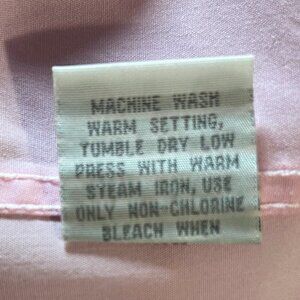 MACHINE WASH
WARM SETTING,
TUMBLE DRY LOW
PRESS WITH WARM
STEAM IRON, USE
ONLY NON-CHLORINE
BLEACH WHEN